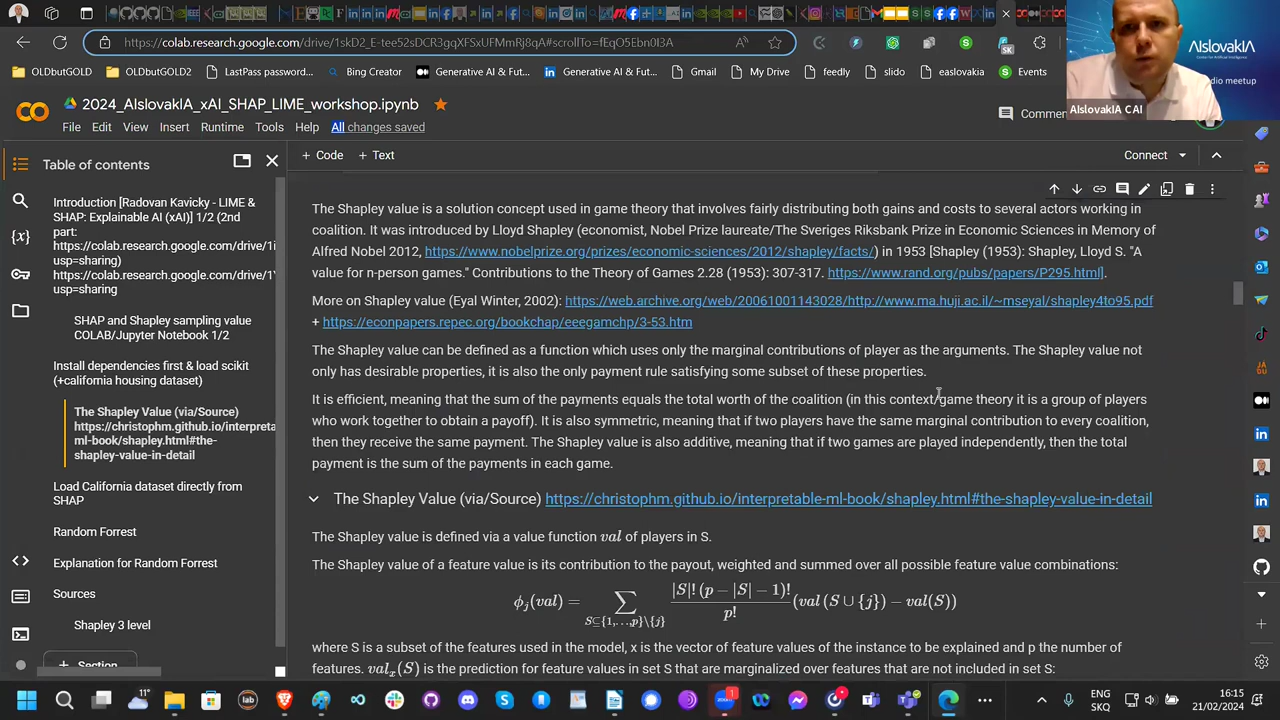 https://colab.research.google.com/drive/1skD2_E-tee52sDCR3gqXFSxUFMmRj8qA#scrollTo=fEqO5Ebn0I3A
OLDbutGOLD
OLDbutGOLD2
LastPass password...
Bing Creator
Generative AI & Fut...
Generative AI & Fut...
Gmail
My Drive
feedly
slido
easlovakia
Events
AIslovakIA
meetup
AIslovakIA CAI
2024_AIslovakIA_xAI_SHAP_LIME_workshop.ipynb
File Edit View Insert Runtime Tools Help All changes saved
Table of contents
+ Code + Text
Connect
Introduction [Radovan Kavicky - LIME &
SHAP: Explainable AI (xAI)] 1/2 (2nd
part:
https://colab.research.google.com/drive/1i
usp=sharing)
https://colab.research.google.com/drive/1
usp=sharing
SHAP and Shapley sampling value
COLAB/Jupyter Notebook 1/2
Install dependencies first & load scikit
(+california housing dataset)
The Shapley Value (via/Source)
https://christophm.github.io/interpreta
ml-book/shapley.html#the-
shapley-value-in-detail
Load California dataset directly from
SHAP
Random Forrest
Explanation for Random Forrest
Sources
Shapley 3 level
+ Section
The Shapley value is a solution concept used in game theory that involves fairly distributing both gains and costs to several actors working in
coalition. It was introduced by Lloyd Shapley (economist, Nobel Prize laureate/The Sveriges Riksbank Prize in Economic Sciences in Memory of
Alfred Nobel 2012, https://www.nobelprize.org/prizes/economic-sciences/2012/shapley/facts/) in 1953 [Shapley (1953): Shapley, Lloyd S. "A
value for n-person games." Contributions to the Theory of Games 2.28 (1953): 307-317. https://www.rand.org/pubs/papers/P295.html].
More on Shapley value (Eyal Winter, 2002): https://web.archive.org/web/20061001143028/http://www.ma.huji.ac.il/~mseyal/shapley4to95.pdf
+ https://econpapers.repec.org/bookchap/eeegamchp/3-53.htm
The Shapley value can be defined as a function which uses only the marginal contributions of player as the arguments. The Shapley value not
only has desirable properties, it is also the only payment rule satisfying some subset of these properties.
It is efficient, meaning that the sum of the payments equals the total worth of the coalition (in this context/game theory it is a group of players
who work together to obtain a payoff). It is also symmetric, meaning that if two players have the same marginal contribution to every coalition,
then they receive the same payment. The Shapley value is also additive, meaning that if two games are played independently, then the total
payment is the sum of the payments in each game.
The Shapley Value (via/Source) https://christophm.github.io/interpretable-ml-book/shapley.html#the-shapley-value-in-detail
The Shapley value is defined via a value function val of players in S.
The Shapley value of a feature value is its contribution to the payout, weighted and summed over all possible feature value combinations:
ϕj(val) = ∑ S⊆{1,…,p}\{j} |S|! (p − |S| − 1)! / p! (val (S ∪ {j}) − val(S))
where S is a subset of the features used in the model, x is the vector of feature values of the instance to be explained and p the number of
features. valx(S) is the prediction for feature values in set S that are marginalized over features that are not included in set S:
11°
ENG
SKQ
16:15
21/02/2024